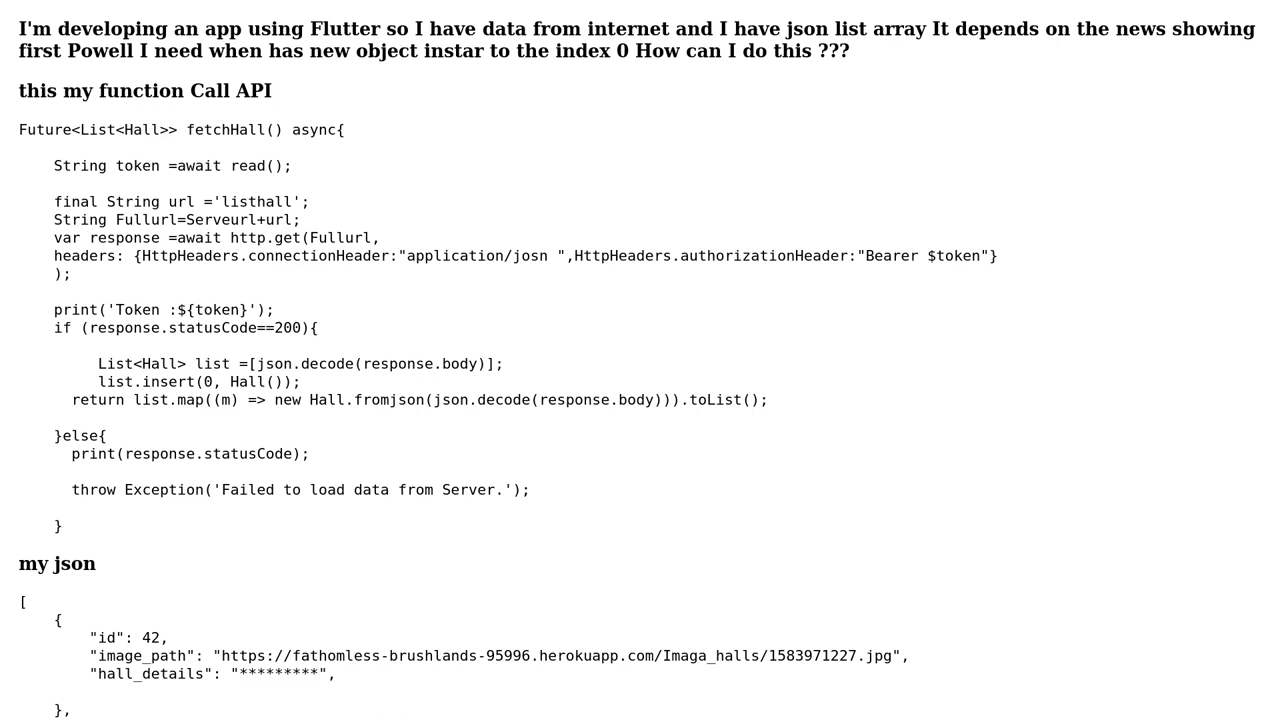 I'm developing an app using Flutter so I have data from internet and I have json list array It depends on the news showing
first Powell I need when has new object instar to the index 0 How can I do this ???
this my function Call API
Future<List<Hall>> fetchHall() async{
String token =await read();
final String url ='listhall';
String Fullurl=Serveurl+url;
var response =await http.get(Fullurl,
headers: {HttpHeaders.connectionHeader:"application/josn ",HttpHeaders.authorizationHeader:"Bearer $token"}
);
print('Token :${token}');
if (response.statusCode==200){
List<Hall> list =[json.decode(response.body)];
list.insert(0, Hall());
return list.map((m) => new Hall.fromjson(json.decode(response.body))).toList();
}else{
print(response.statusCode);
throw Exception('Failed to load data from Server.');
}
my json
[
{
"id": 42,
"image_path": "https://fathomless-brushlands-95996.herokuapp.com/Imaga_halls/1583971227.jpg",
"hall_details": "*********",
},